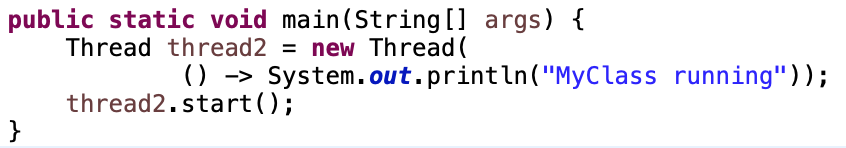 public static void main(String[] args) {
    Thread thread2 = new Thread(
            () -> System.out.println("MyClass running"));
    thread2.start();
}